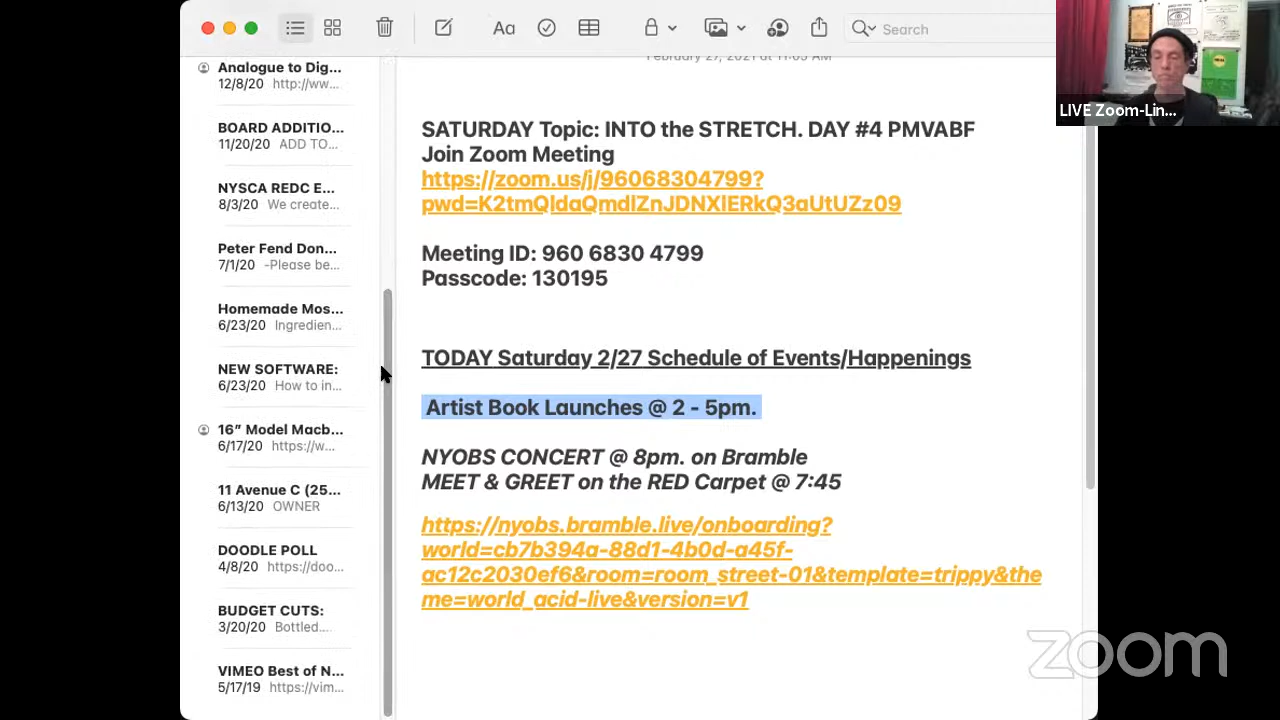 Search
LIVE Zoom-Lin...
Analogue to Dig...
12/8/20 http://ww...
BOARD ADDITIO...
11/20/20 ADD TO...
NYSCA REDC E...
8/3/20 We create...
Peter Fend Don...
7/1/20 -Please be...
Homemade Mos...
6/23/20 Ingredien...
NEW SOFTWARE:
6/23/20 How to in...
16” Model Macb...
6/17/20 https://w...
11 Avenue C (25...
6/13/20 OWNER
DOODLE POLL
4/8/20 https://doo...
BUDGET CUTS:
3/20/20 Bottled....
VIMEO Best of N...
5/17/19 https://vim...
February 27, 2021 at 11:03 AM
SATURDAY Topic: INTO the STRETCH. DAY #4 PMVABF
Join Zoom Meeting
https://zoom.us/j/96068304799?
pwd=K2tmQldaQmdlZnJDNXlERkQ3aUtUZz09
Meeting ID: 960 6830 4799
Passcode: 130195
TODAY Saturday 2/27 Schedule of Events/Happenings
Artist Book Launches @ 2 - 5pm.
NYOBS CONCERT @ 8pm. on Bramble
MEET & GREET on the RED Carpet @ 7:45
https://nyobs.bramble.live/onboarding?
world=cb7b394a-88d1-4b0d-a45f-
ac12c2030ef6&room=room_street-01&template=trippy&the
me=world_acid-live&version=v1
zoom